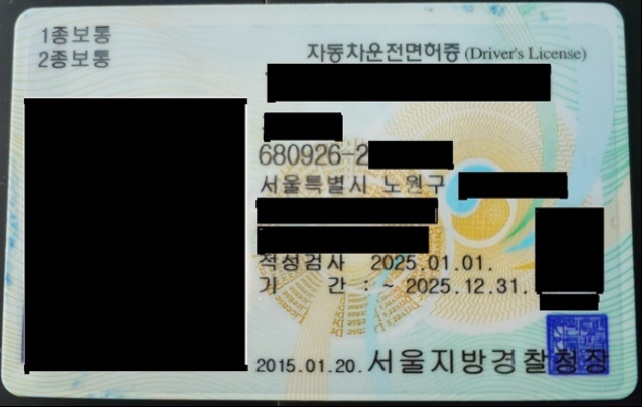 1종보통
2종보통
자동차운전면허증 (Driver's License)
680926-2
서울특별시 노원구
적성검사 2025.01.01.
기 간 : ~ 2025.12.31.
2015.01.20. 서울지방경찰청장